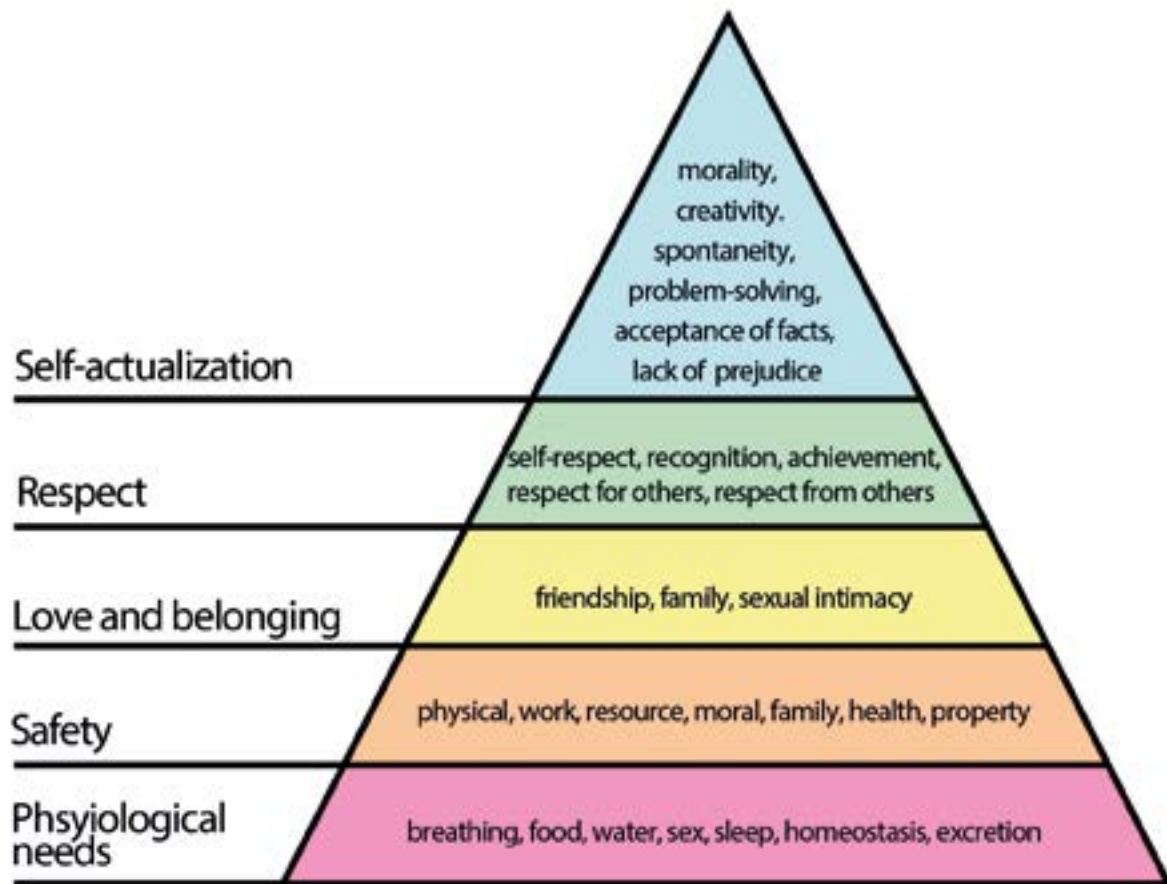 morality,
creativity.
spontaneity,
problem-solving,
acceptance of facts,
lack of prejudice
Self-actualization
self-respect, recognition, achievement,
respect for others, respect from others
Respect
friendship, family, sexual intimacy
Love and belonging
physical, work, resource, moral, family, health, property
Safety
breathing, food, water, sex, sleep, homeostasis, excretion
Phsyiological
needs